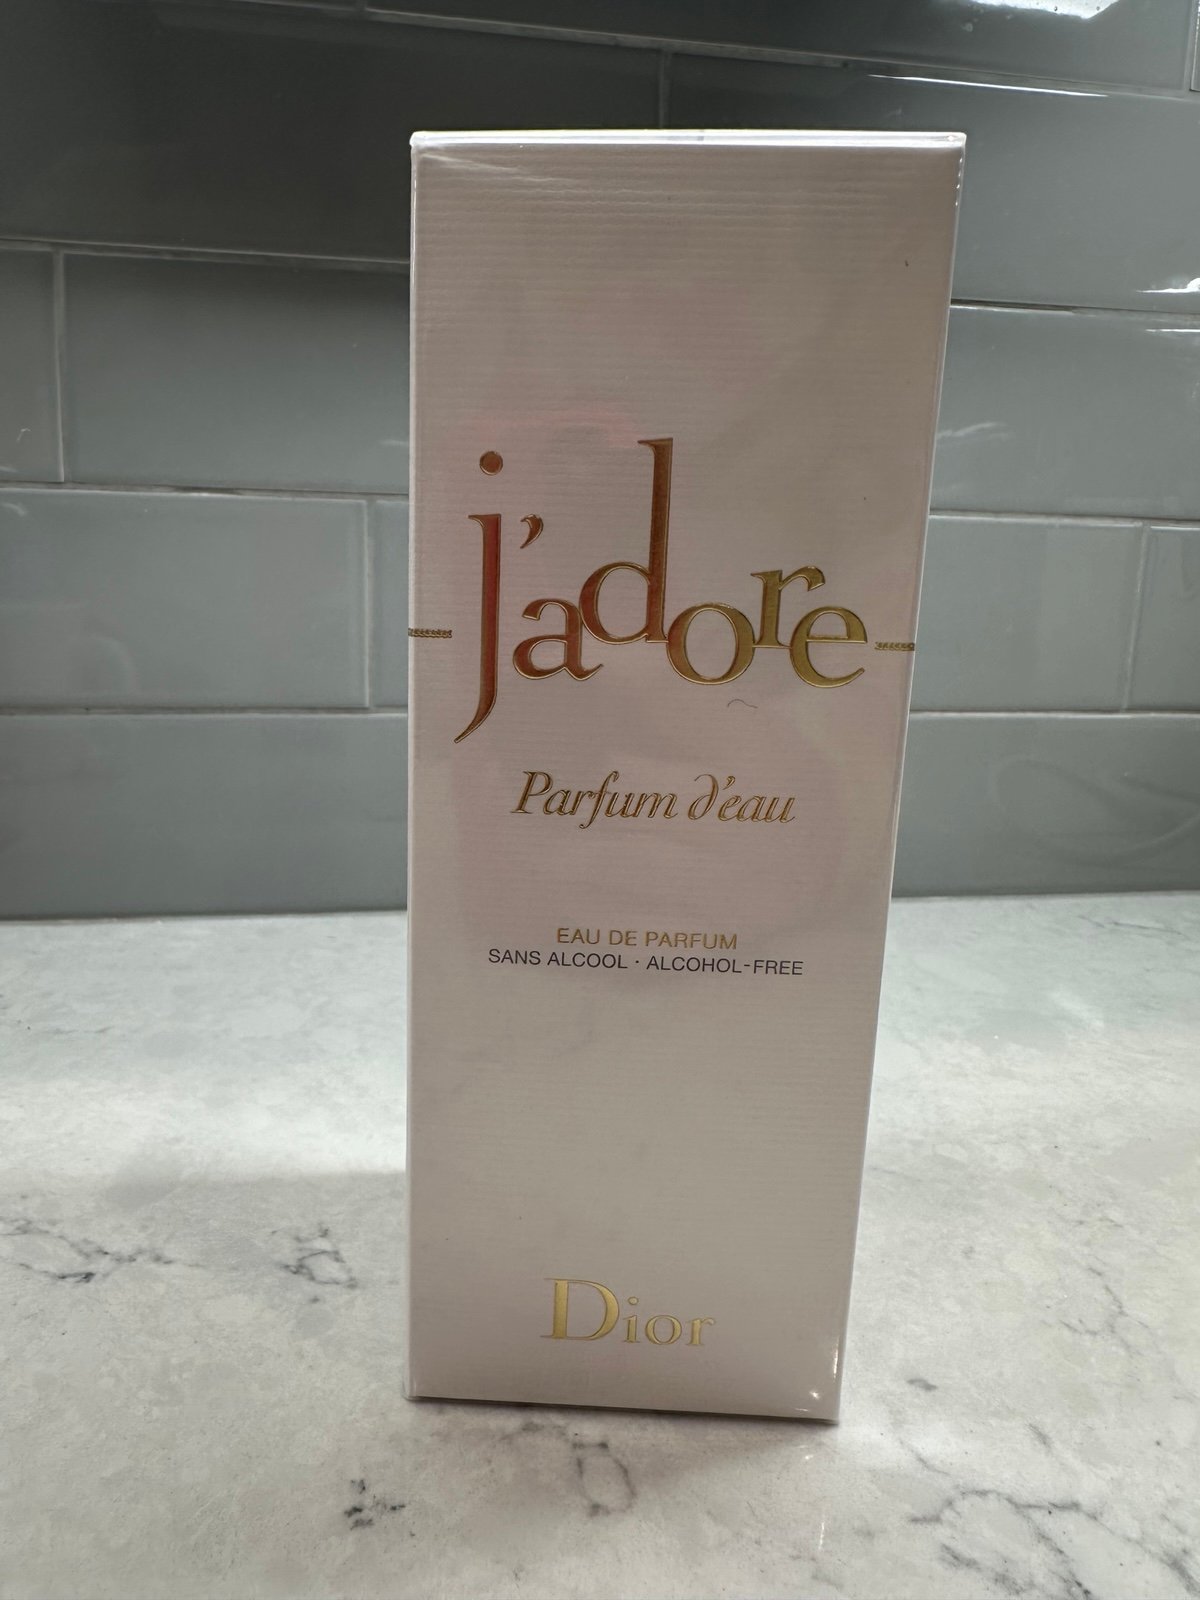 j'adore
Parfum d'eau
EAU DE PARFUM
SANS ALCOOL · ALCOHOL-FREE
Dior